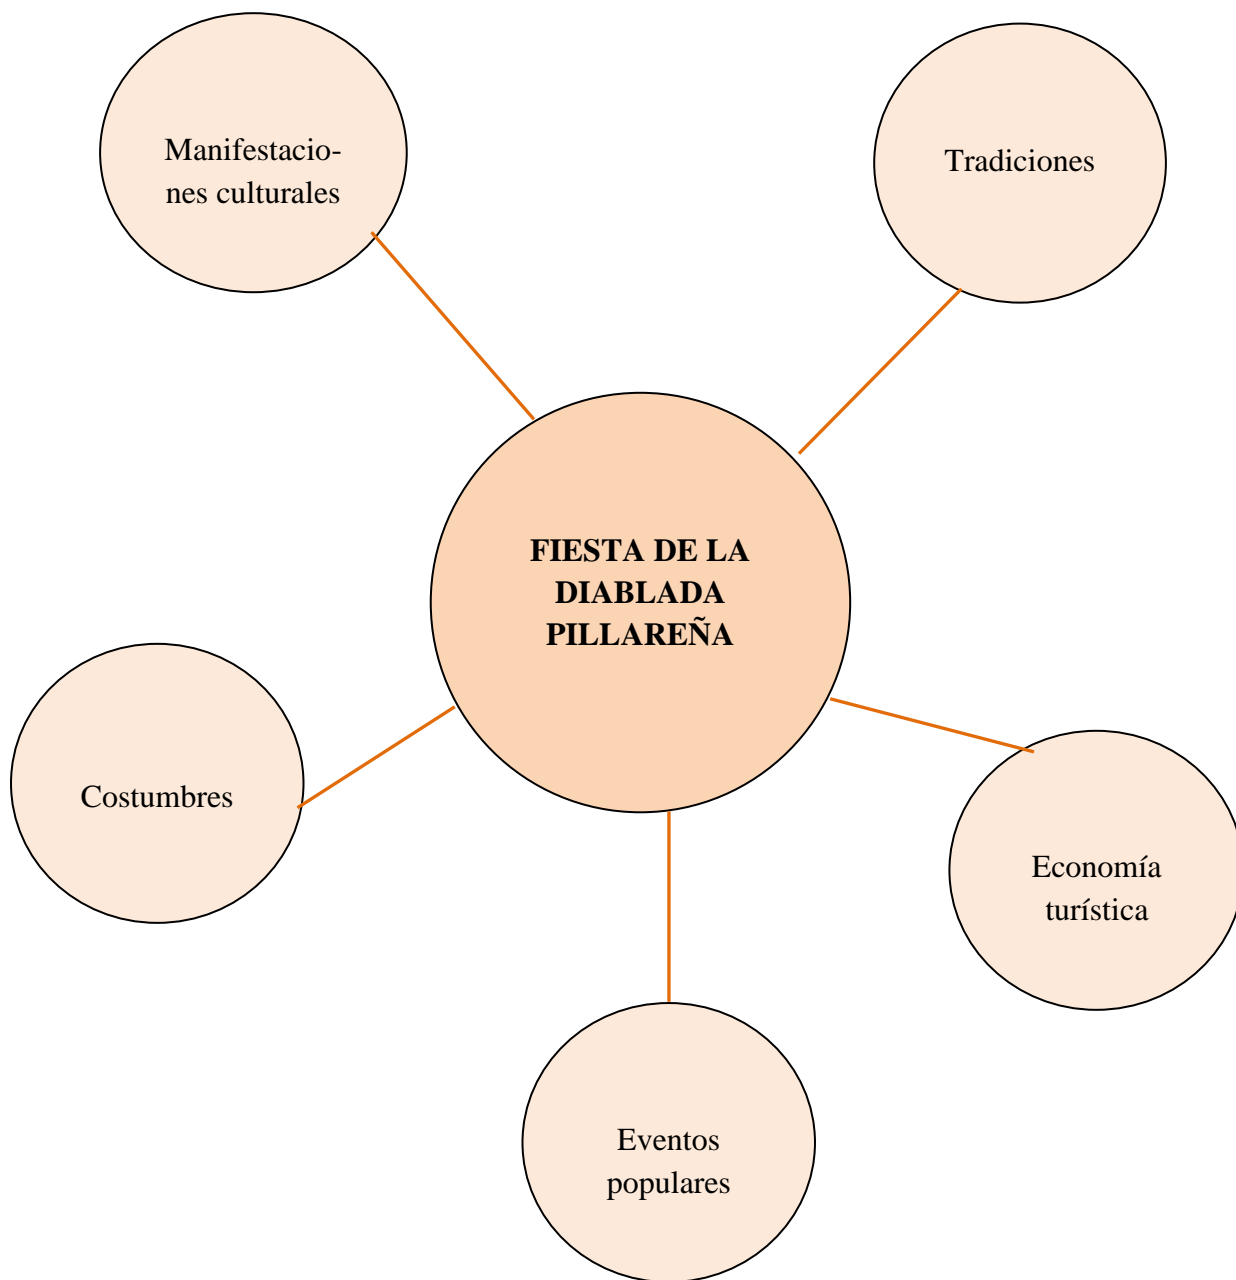 Manifestacio-
nes culturales
Tradiciones
FIESTA DE LA
DIABLADA
PILLAREÑA
Costumbres
Economía
turística
Eventos
populares